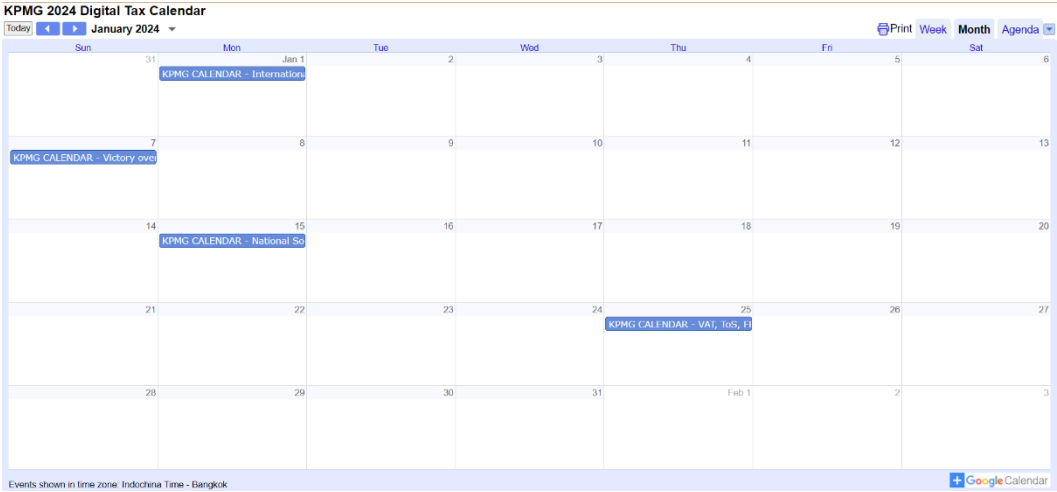 KPMG 2024 Digital Tax Calendar
Today January 2024 Print Week Month Agenda
Sun Mon Tue Wed Thu Fri Sat
31 Jan 1 2 3 4 5 6
KPMG CALENDAR - Internationa
7 8 9 10 11 12 13
KPMG CALENDAR - Victory over
14 15 16 17 18 19 20
KPMG CALENDAR - National So
21 22 23 24 25 26 27
KPMG CALENDAR - VAT, ToS,
28 29 30 31 Feb 1 2 3
Events shown in time zone: Indochina Time - Bangkok
Google Calendar